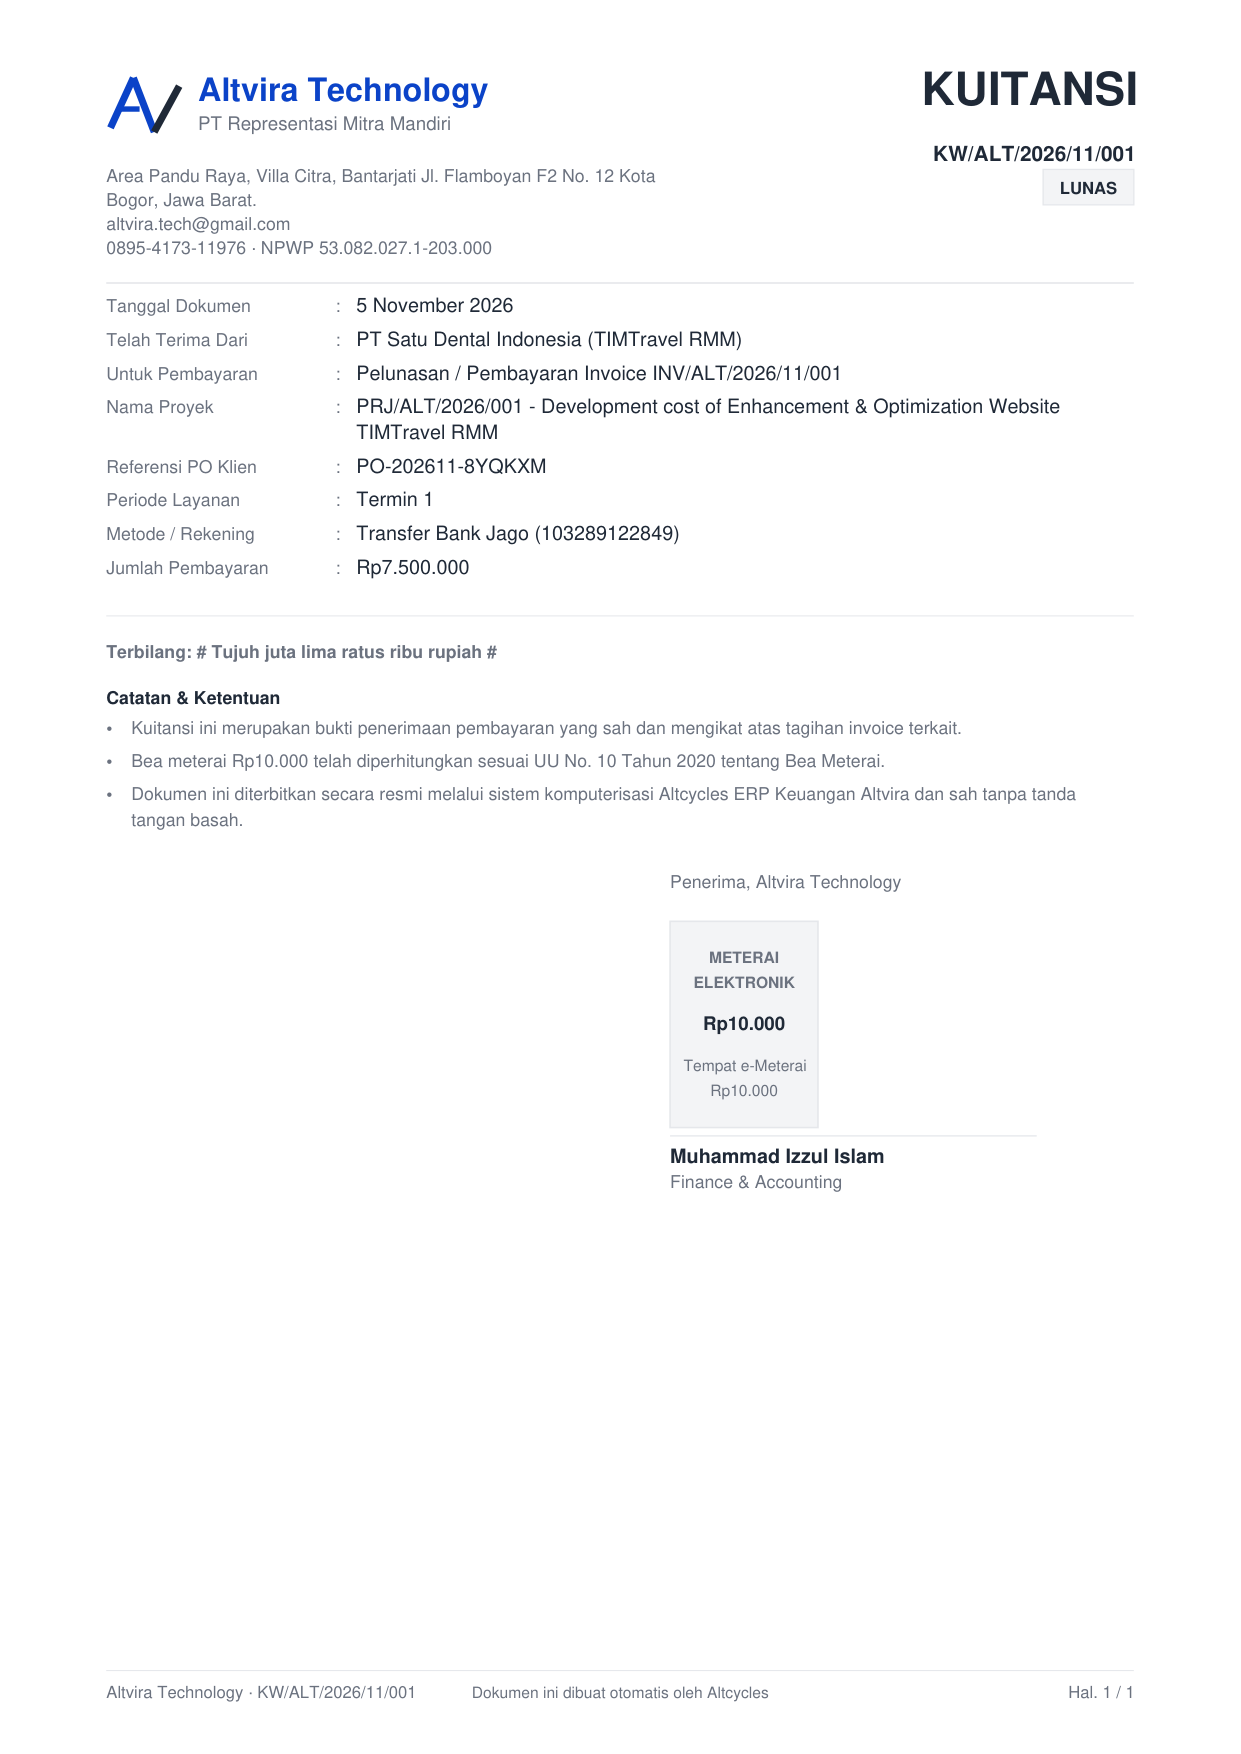 Altvira Technology
PT Representasi Mitra Mandiri
KUITANSI
KW/ALT/2026/11/001
LUNAS
Area Pandu Raya, Villa Citra, Bantarjati Jl. Flamboyan F2 No. 12 Kota
Bogor, Jawa Barat.
altvira.tech@gmail.com
0895-4173-11976 · NPWP 53.082.027.1-203.000
Tanggal Dokumen : 5 November 2026
Telah Terima Dari : PT Satu Dental Indonesia (TIMTravel RMM)
Untuk Pembayaran : Pelunasan / Pembayaran Invoice INV/ALT/2026/11/001
Nama Proyek : PRJ/ALT/2026/001 - Development cost of Enhancement & Optimization Website
TIMTravel RMM
Referensi PO Klien : PO-202611-8YQKXM
Periode Layanan : Termin 1
Metode / Rekening : Transfer Bank Jago (103289122849)
Jumlah Pembayaran : Rp7.500.000
Terbilang: # Tujuh juta lima ratus ribu rupiah #
Catatan & Ketentuan
• Kuitansi ini merupakan bukti penerimaan pembayaran yang sah dan mengikat atas tagihan invoice terkait.
• Bea meterai Rp10.000 telah diperhitungkan sesuai UU No. 10 Tahun 2020 tentang Bea Meterai.
• Dokumen ini diterbitkan secara resmi melalui sistem komputerisasi Altcycles ERP Keuangan Altvira dan sah tanpa tanda
tangan basah.
Penerima, Altvira Technology
METERAI
ELEKTRONIK
Rp10.000
Tempat e-Meterai
Rp10.000
Muhammad Izzul Islam
Finance & Accounting
Altvira Technology · KW/ALT/2026/11/001 Dokumen ini dibuat otomatis oleh Altcycles Hal. 1 / 1